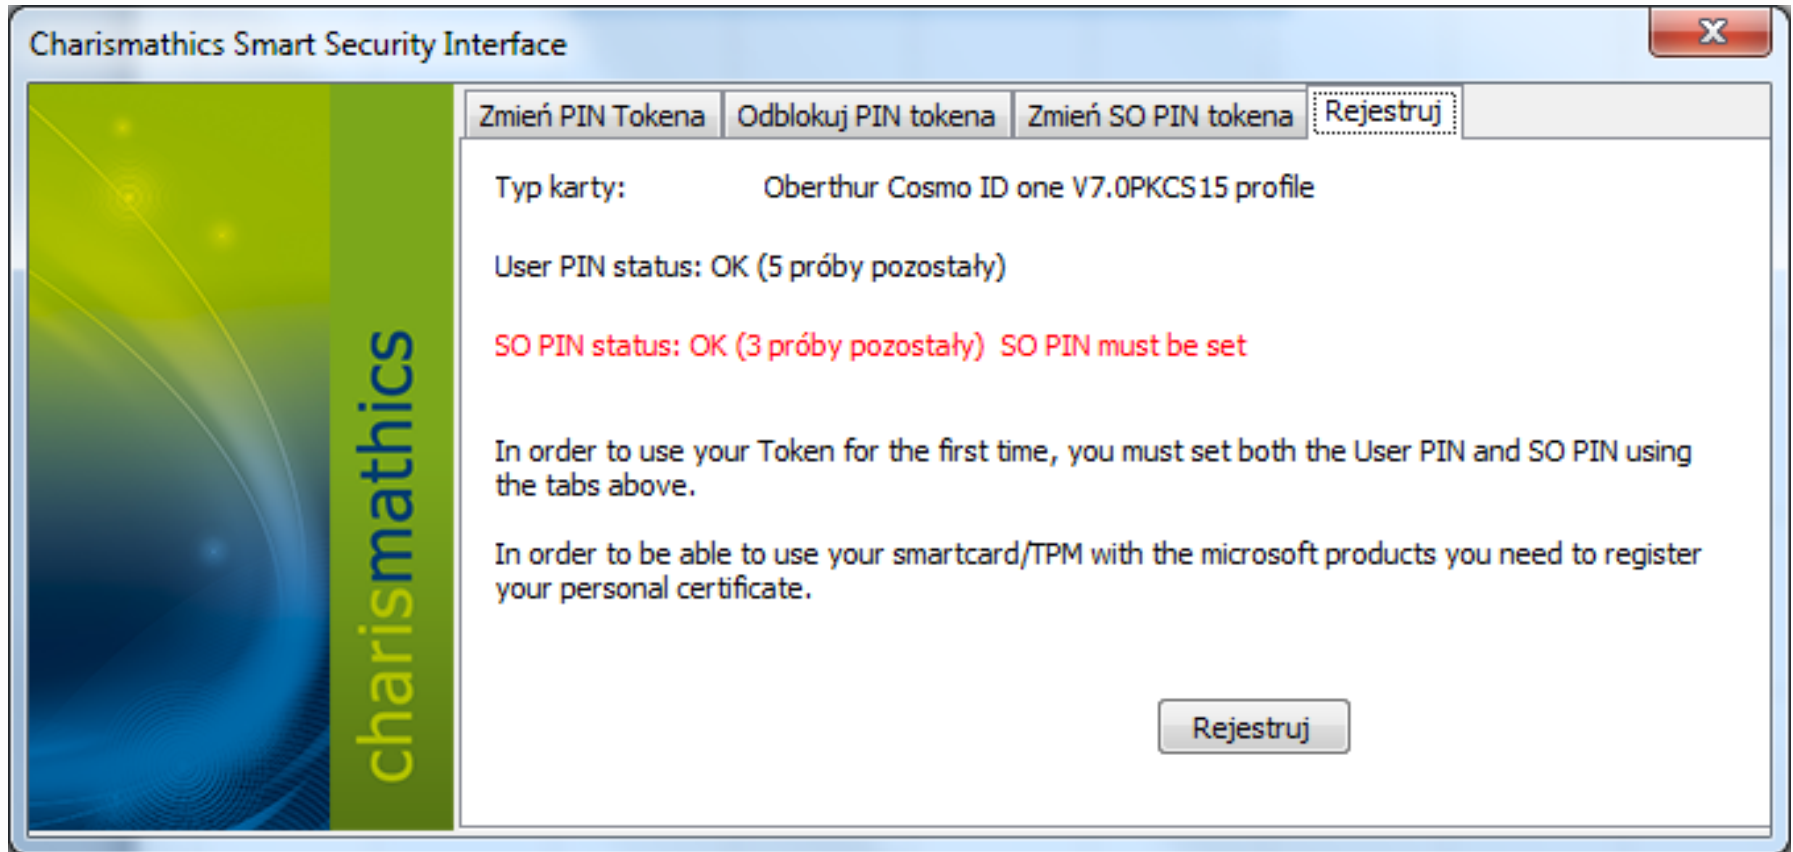 Charismathics Smart Security Interface
x
Zmień PIN Tokena
Odblokuj PIN tokena
Zmień SO PIN tokena
Rejestruj
charismathics
Typ karty: Oberthur Cosmo ID one V7.0PKCS15 profile
User PIN status: OK (5 próby pozostały)
SO PIN status: OK (3 próby pozostały) SO PIN must be set
In order to use your Token for the first time, you must set both the User PIN and SO PIN using
the tabs above.
In order to be able to use your smartcard/TPM with the microsoft products you need to register
your personal certificate.
Rejestruj